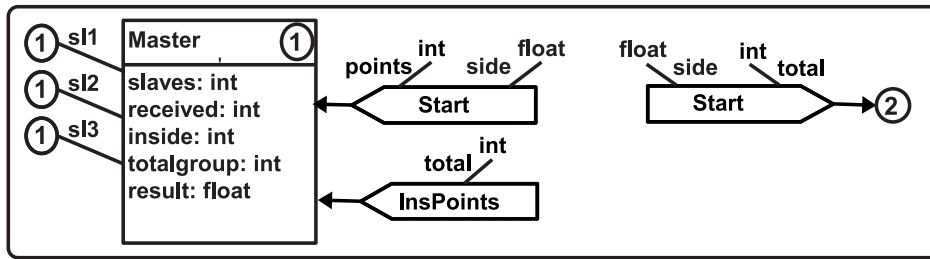 1 sl1
1 sl2
1 sl3
Master 1
slaves: int
received: int
inside: int
totalgroup: int
result: float
int float
points side
Start
int
total
InsPoints
float int
side total
Start 2